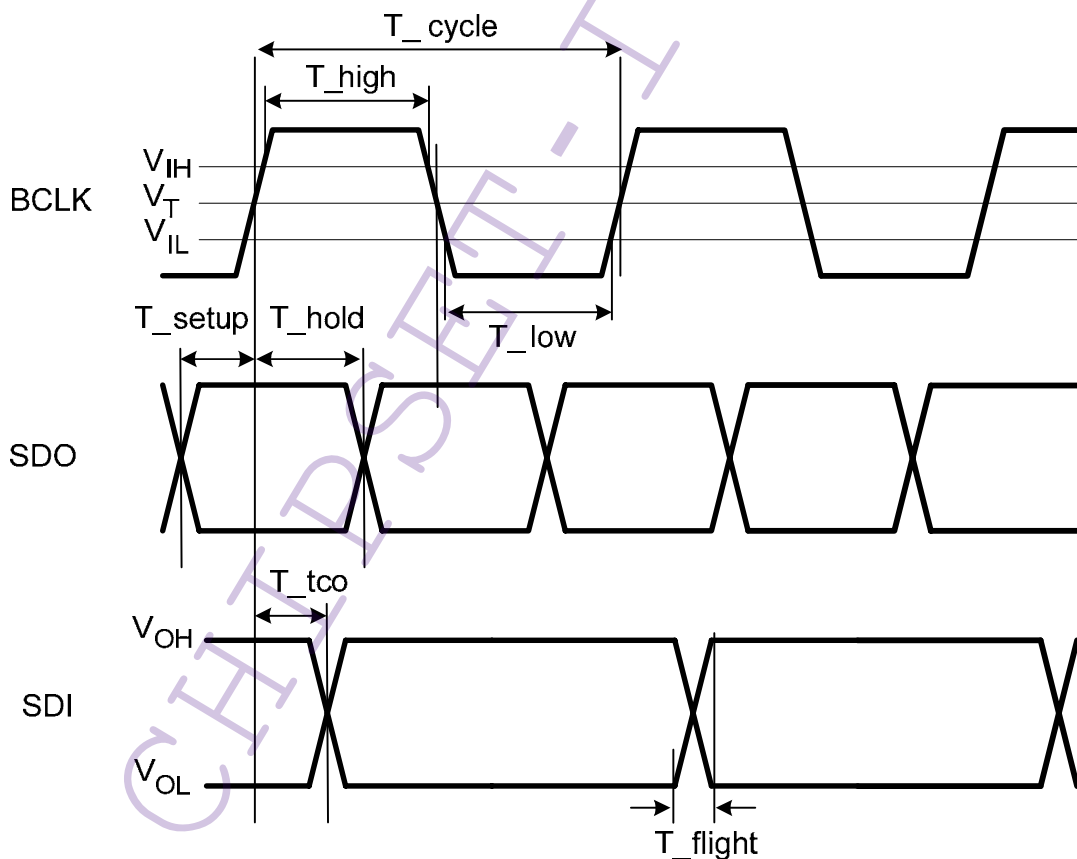 T_ cycle
T_high
V_IH
BCLK
V_T
V_IL
T_setup
T_hold
T_low
SDO
T_tco
V_OH
SDI
V_OL
T_flight
CHIPSET-T